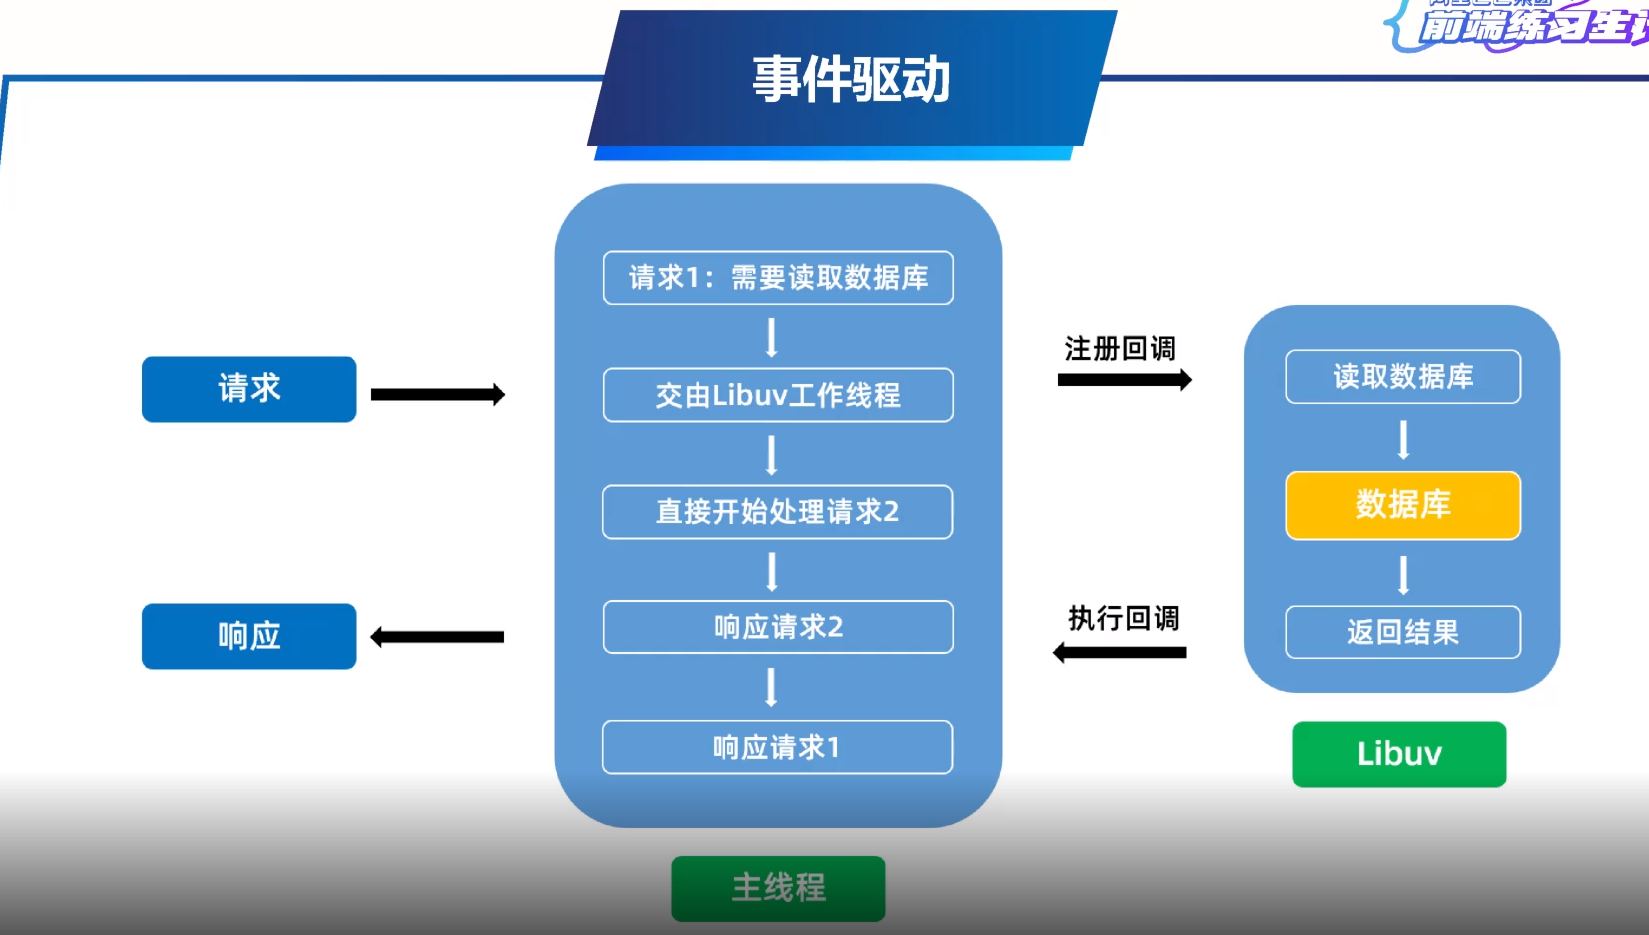 前端练习生
事件驱动
请求
响应
请求1：需要读取数据库
交由Libuv工作线程
直接开始处理请求2
响应请求2
响应请求1
主线程
注册回调
执行回调
读取数据库
数据库
返回结果
Libuv